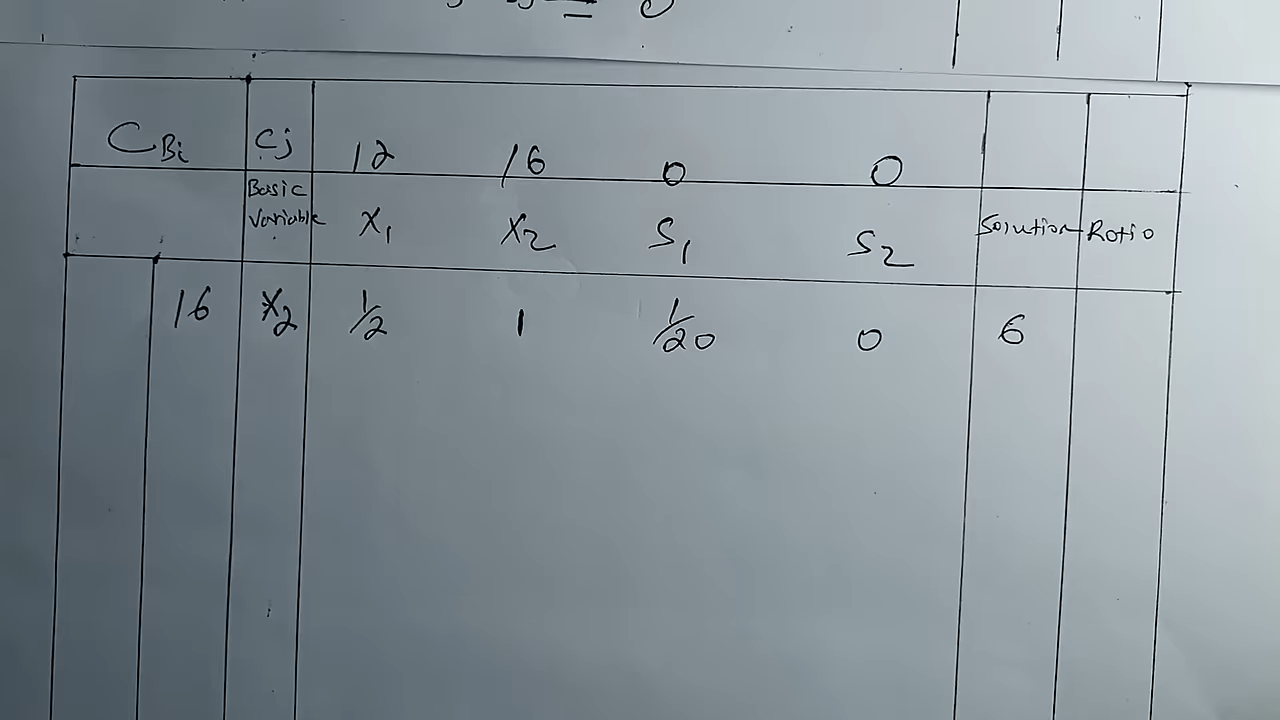 CBi Cj 12 16 0 0
Basic Variable X1 X2 S1 S2 Solution Ratio
16 X2 1/2 1 1/20 0 6